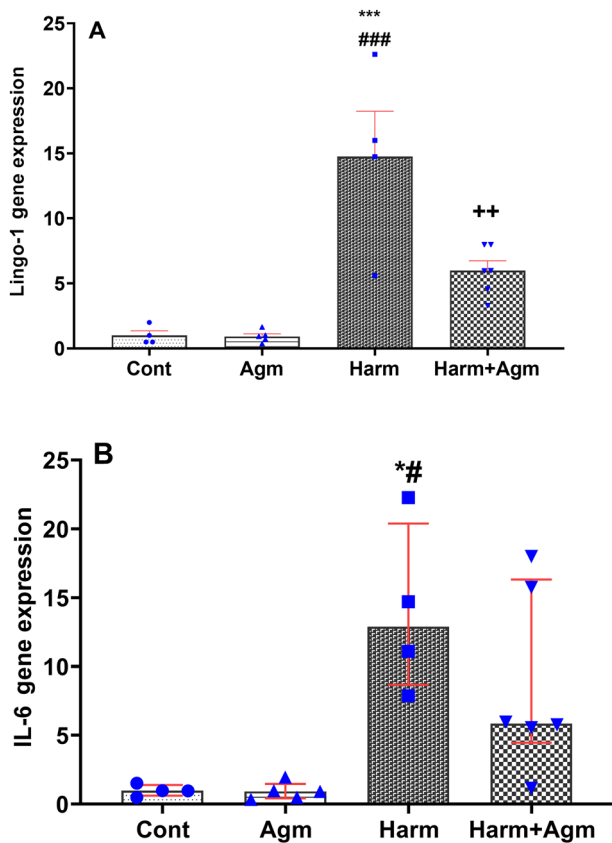 A
Lingo-1 gene expression
25
20
15
10
5
0
***
###
++
Cont Agm Harm Harm+Agm
B
IL-6 gene expression
25
20
15
10
5
0
*#
Cont Agm Harm Harm+Agm